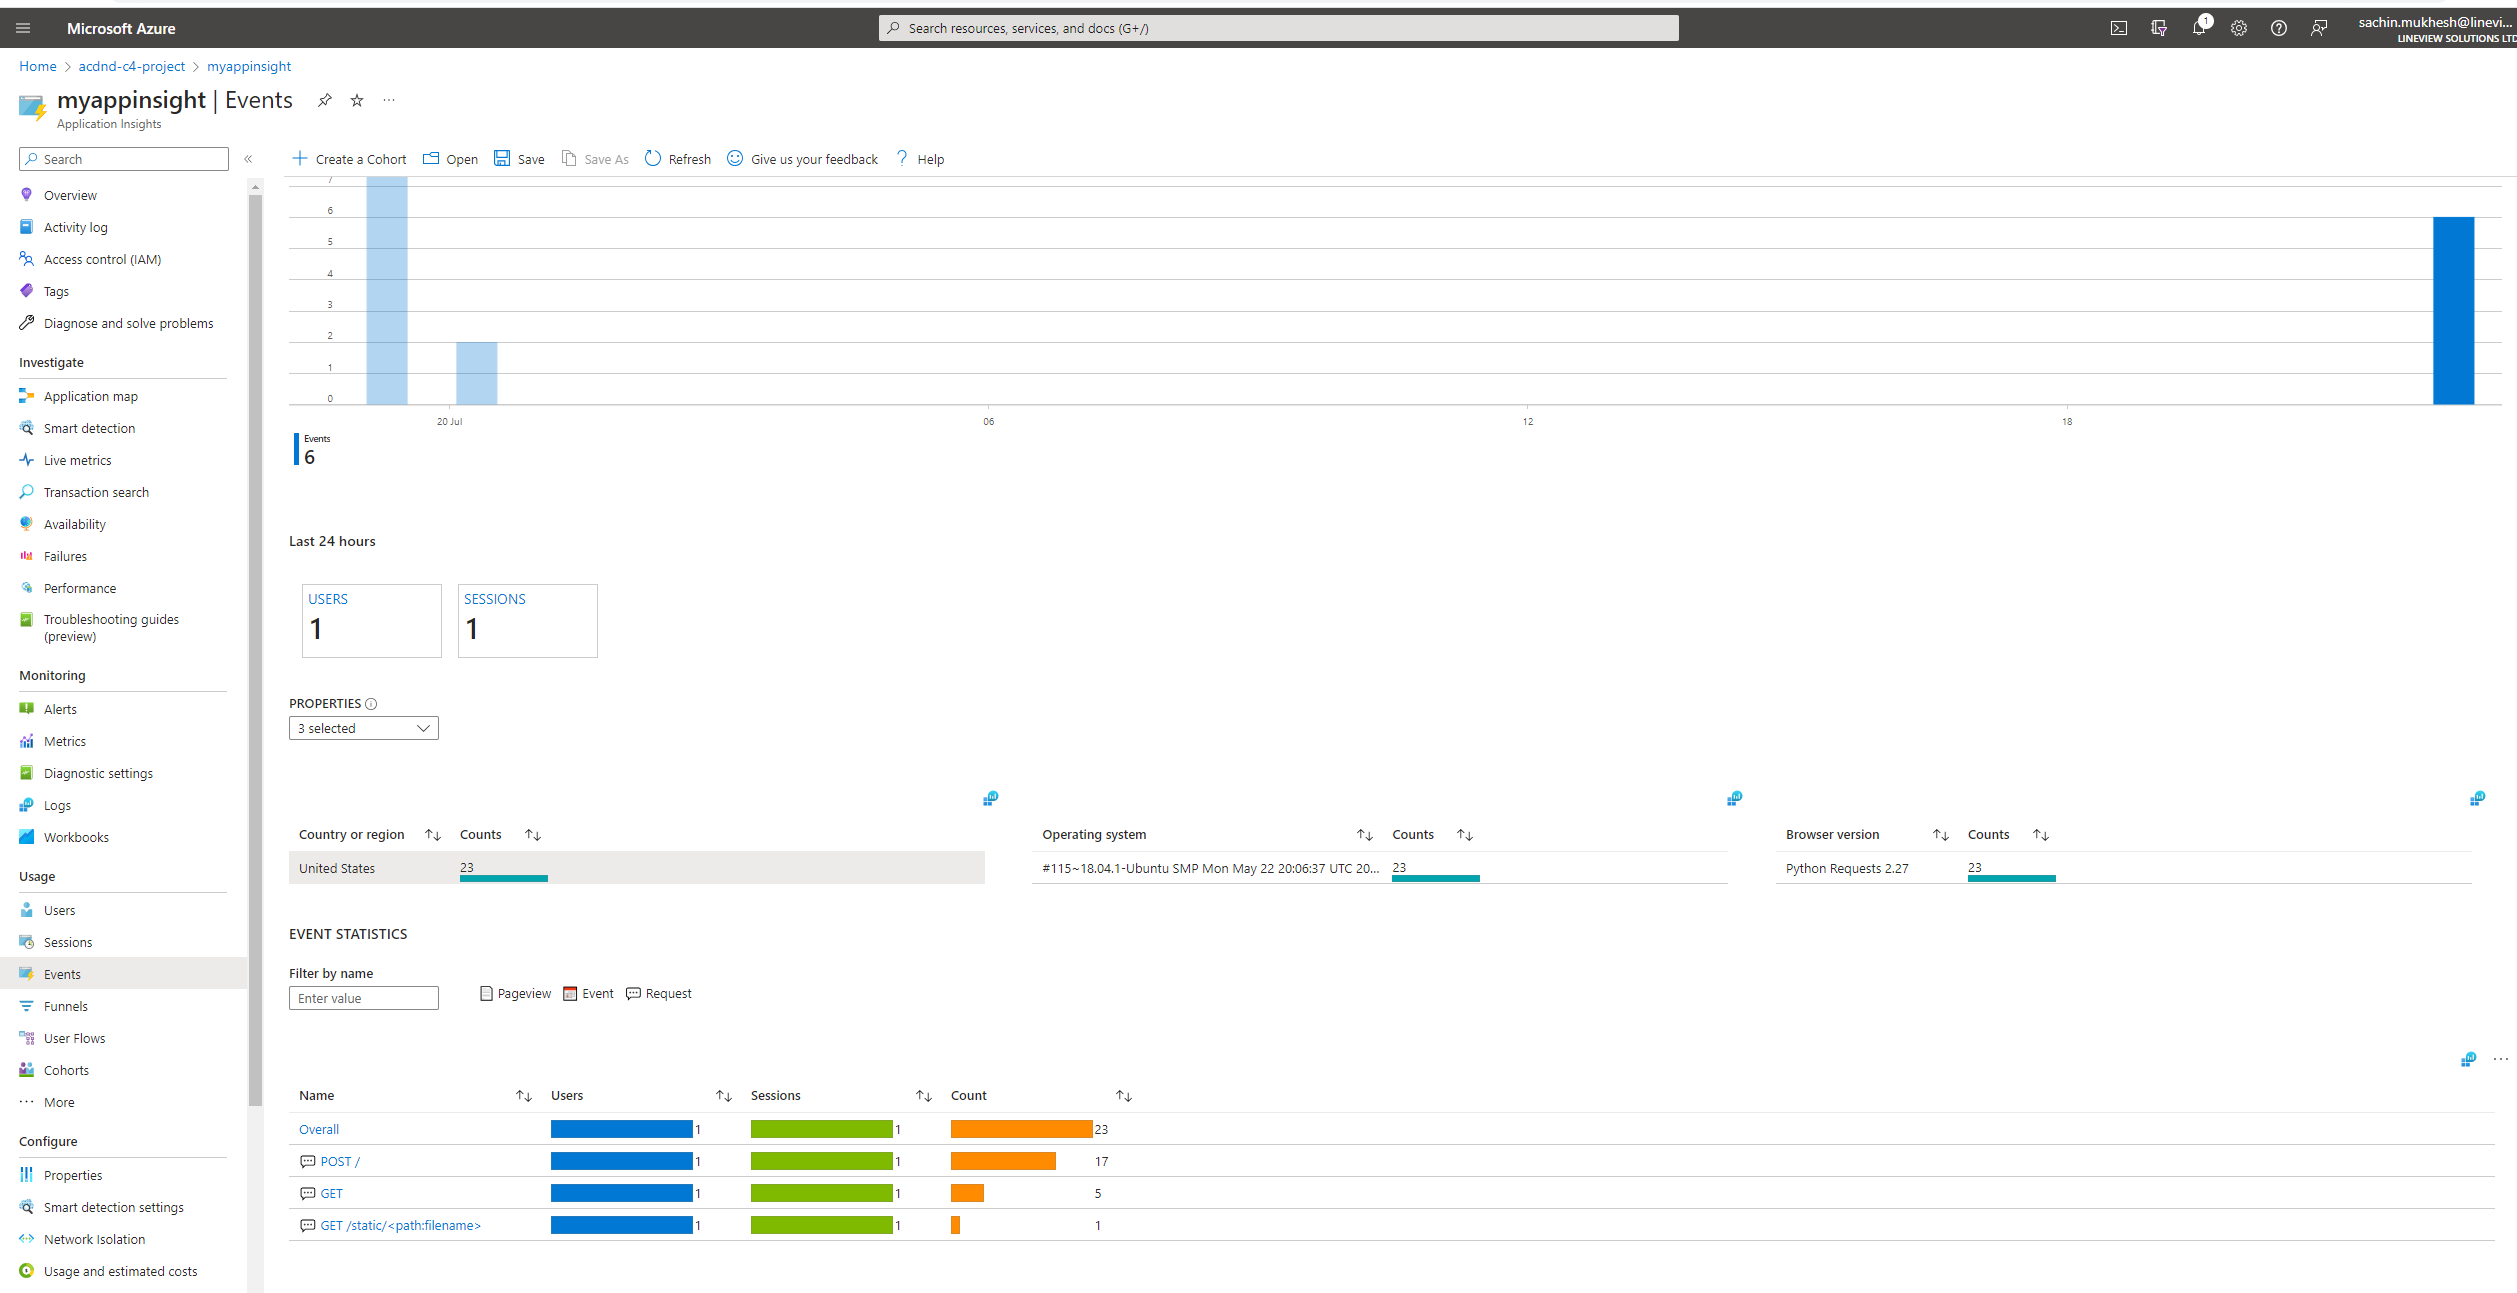 Microsoft Azure
Search resources, services, and docs (G+/)
1
sachin.mukhesh@linevi...
LINEVIEW SOLUTIONS LTD
Home > acdnd-c4-project > myappinsight
myappinsight | Events
...
Application Insights
Search
«
Create a Cohort
Open
Save
Save As
Refresh
Give us your feedback
? Help
Overview
Activity log
Access control (IAM)
Tags
Diagnose and solve problems
Investigate
Application map
Smart detection
Live metrics
Transaction search
Availability
Failures
Performance
Troubleshooting guides
(preview)
Monitoring
Alerts
Metrics
Diagnostic settings
Logs
Workbooks
Usage
Users
Sessions
Events
Funnels
User Flows
Cohorts
... More
Configure
Properties
Smart detection settings
Network Isolation
Usage and estimated costs
7
6
5
4
3
2
1
0
20 Jul
06
12
18
Events
6
Last 24 hours
USERS
1
SESSIONS
1
PROPERTIES
3 selected
Country or region Counts
United States 23
Operating system Counts
#115~18.04.1-Ubuntu SMP Mon May 22 20:06:37 UTC 20... 23
Browser version Counts
Python Requests 2.27 23
EVENT STATISTICS
Filter by name
Enter value
Pageview Event Request
...
Name Users Sessions Count
Overall 1 1 23
POST / 1 1 17
GET 1 1 5
GET /static/<path:filename> 1 1 1